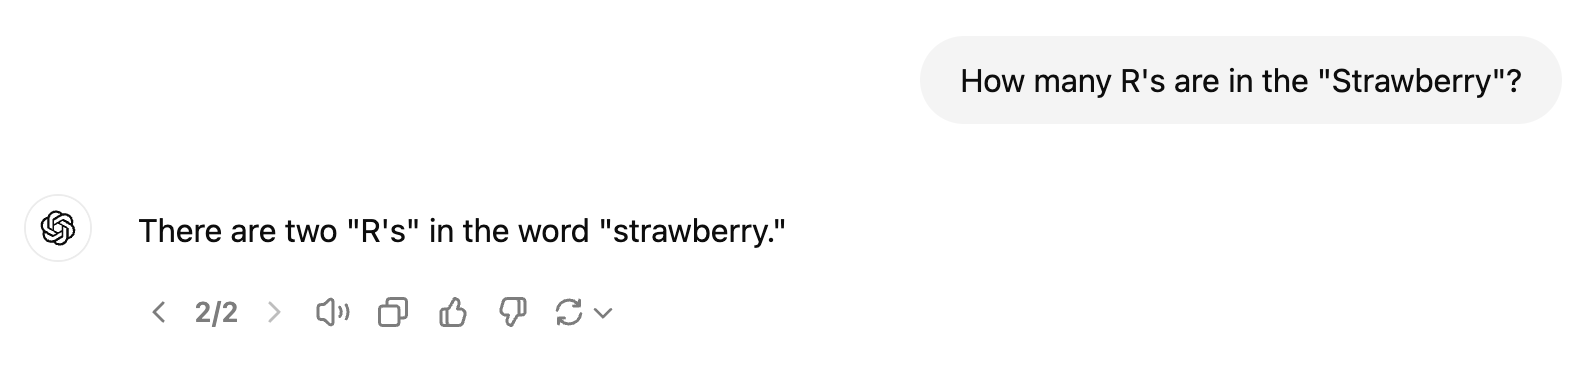 How many R's are in the "Strawberry"?
There are two "R's" in the word "strawberry."
2/2